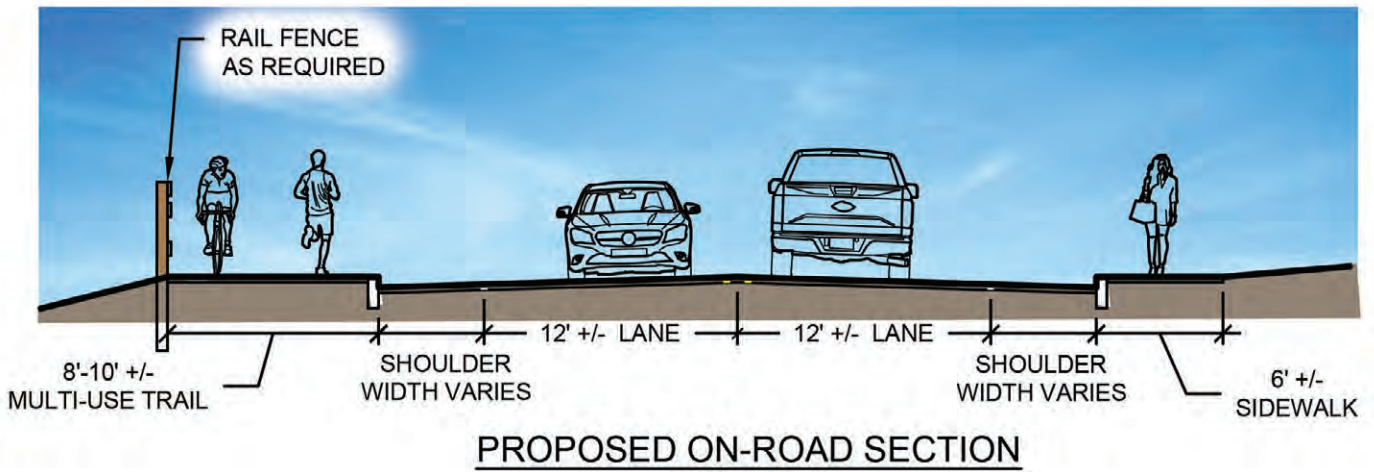 RAIL FENCE
AS REQUIRED
12' +/- LANE
12' +/- LANE
8'-10' +/-
MULTI-USE TRAIL
SHOULDER
WIDTH VARIES
SHOULDER
WIDTH VARIES
6' +/-
SIDEWALK
PROPOSED ON-ROAD SECTION